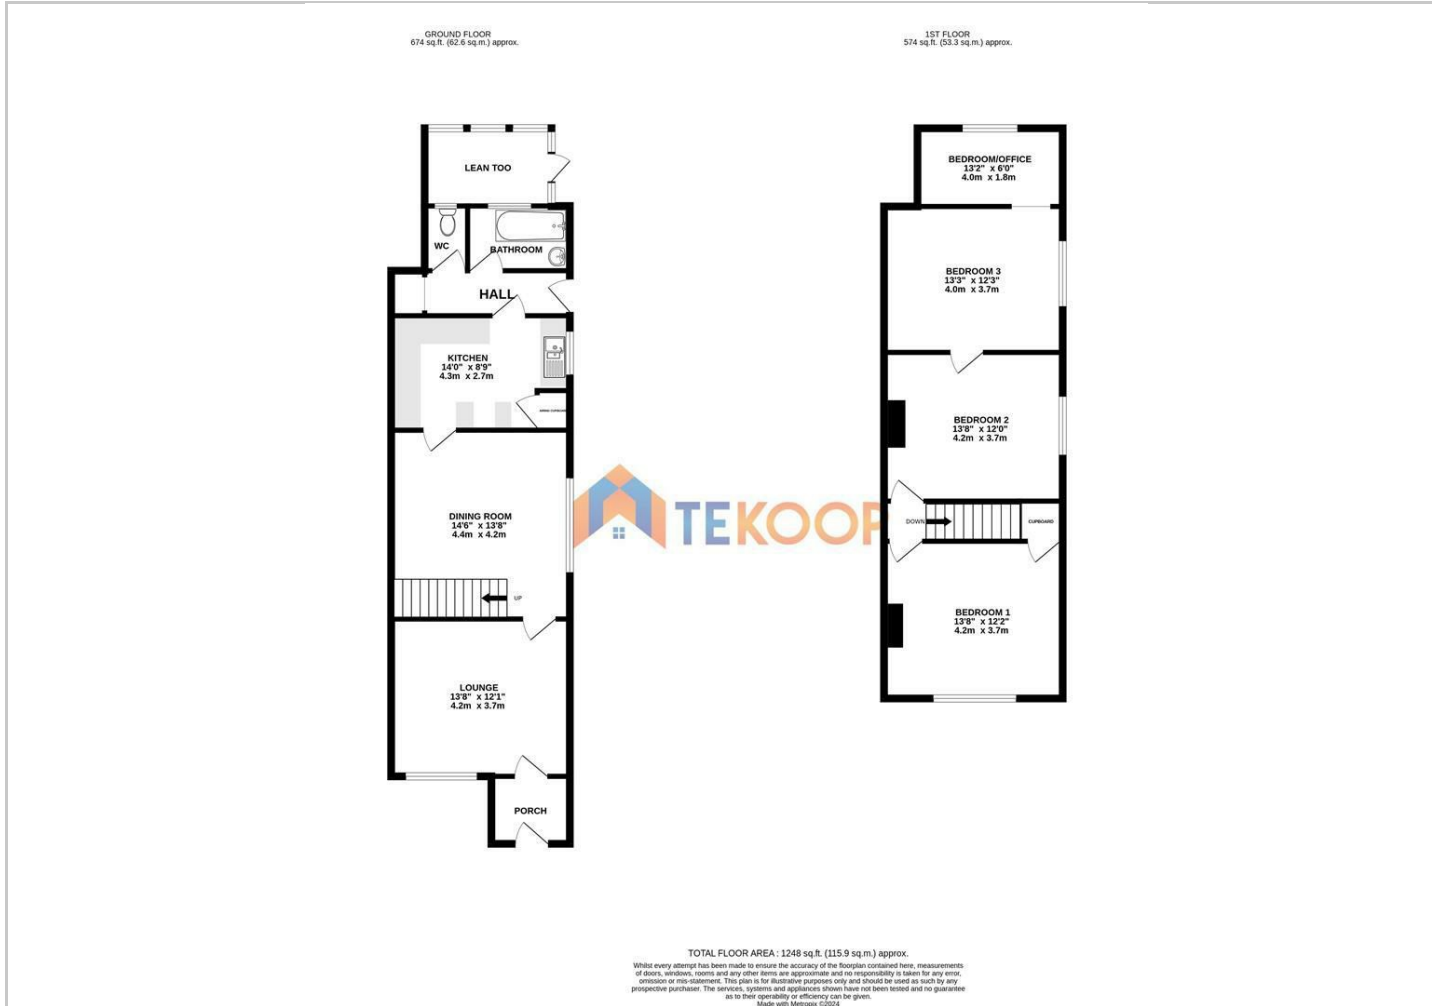 GROUND FLOOR
674 sq.ft. (62.6 sq.m.) approx.
1ST FLOOR
574 sq.ft. (53.3 sq.m.) approx.
LEAN TOO
WC
BATHROOM
HALL
KITCHEN
14'0" x 8'9"
4.3m x 2.7m
DINING ROOM
14'6" x 13'8"
4.4m x 4.2m
UP
LOUNGE
13'8" x 12'1"
4.2m x 3.7m
PORCH
TEKOOP
BEDROOM/OFFICE
13'2" x 6'0"
4.0m x 1.8m
BEDROOM 3
13'3" x 12'3"
4.0m x 3.7m
BEDROOM 2
13'8" x 12'0"
4.2m x 3.7m
DOWN
CUPBOARD
BEDROOM 1
13'8" x 12'2"
4.2m x 3.7m
TOTAL FLOOR AREA : 1248 sq.ft. (115.9 sq.m.) approx.
Whilst every attempt has been made to ensure the accuracy of the floorplan contained here, measurements
of doors, windows, rooms and any other items are approximate and no responsibility is taken for any error,
omission or mis-statement. This plan is for illustrative purposes only and should be used as such by any
prospective purchaser. The services, systems and appliances shown have not been tested and no guarantee
as to their operability or efficiency can be given.
Made with Metropix ©2024